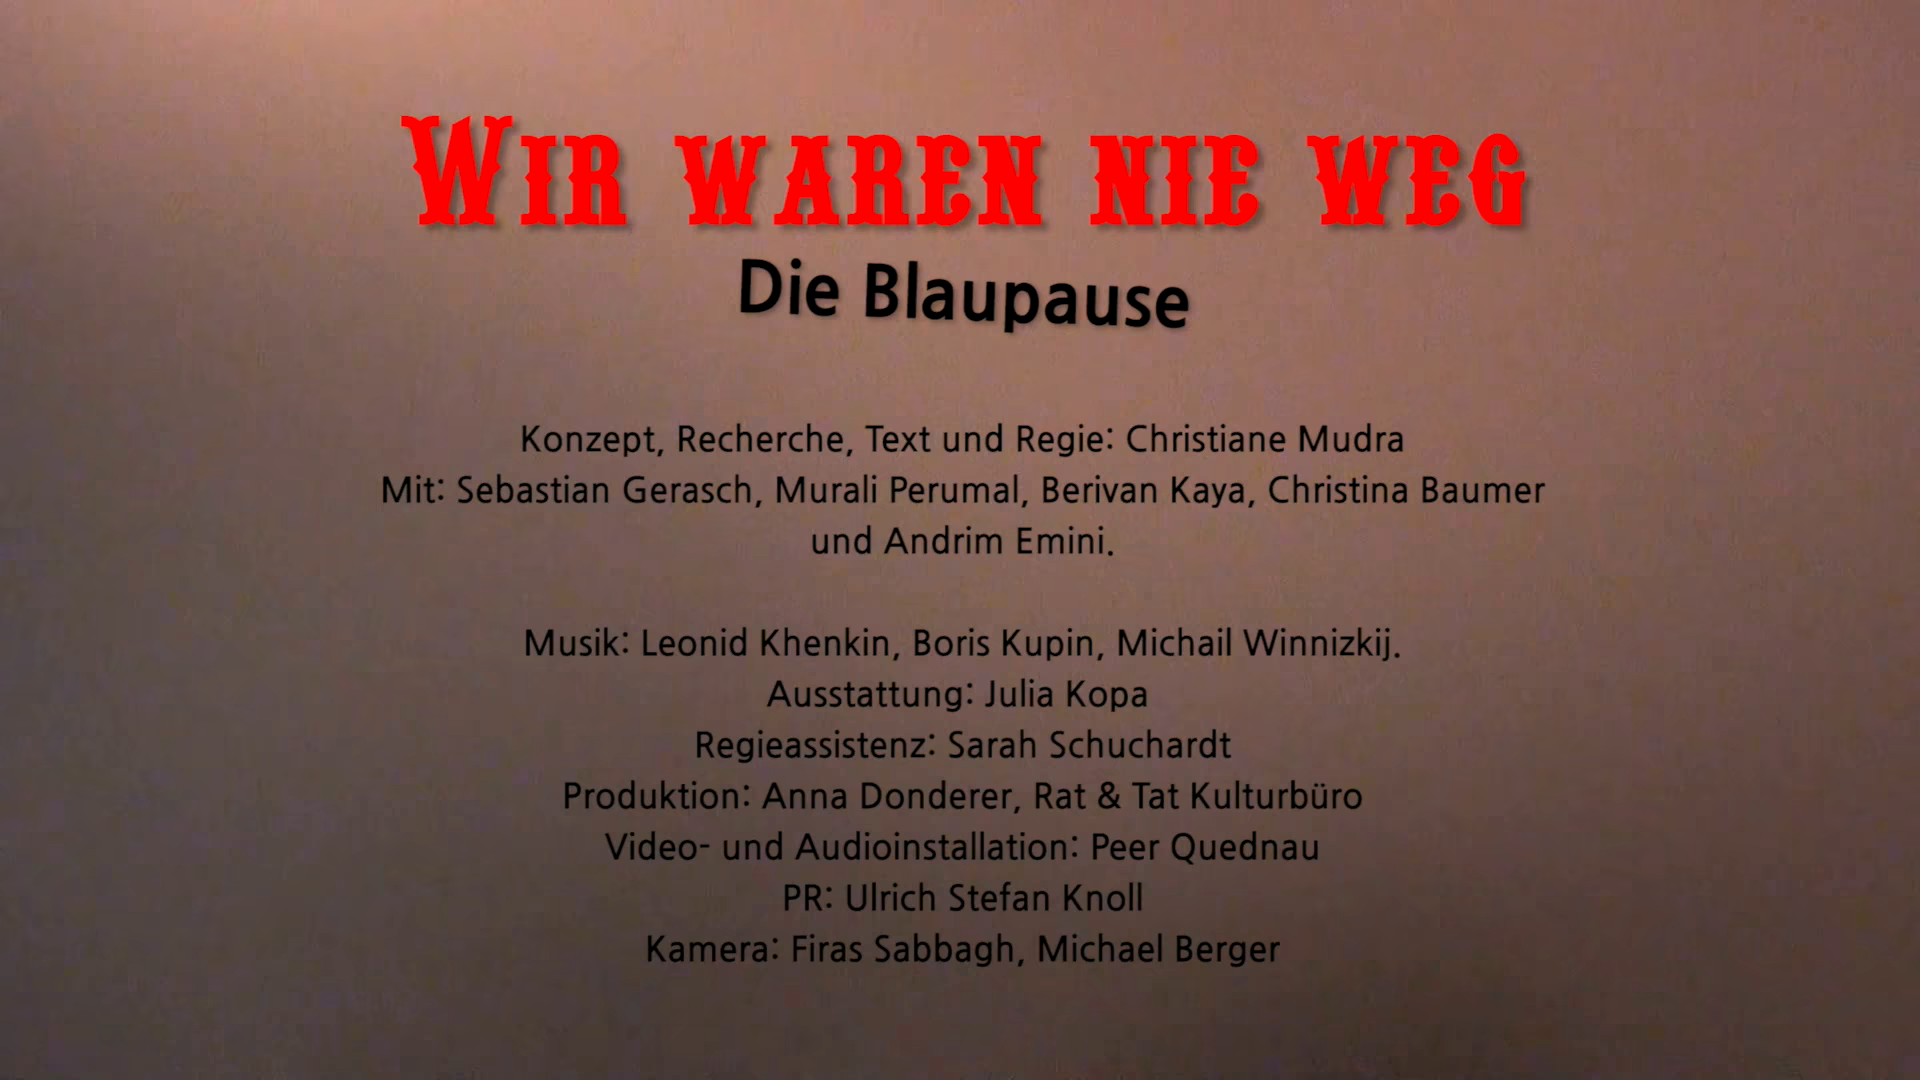 Wir waren nie weg
Die Blaupause
Konzept, Recherche, Text und Regie: Christiane Mudra
Mit: Sebastian Gerasch, Murali Perumal, Berivan Kaya, Christina Baumer
und Andrim Emini.
Musik: Leonid Khenkin, Boris Kupin, Michail Winnizkij.
Ausstattung: Julia Kopa
Regieassistenz: Sarah Schuchardt
Produktion: Anna Donderer, Rat & Tat Kulturbüro
Video- und Audioinstallation: Peer Quednau
PR: Ulrich Stefan Knoll
Kamera: Firas Sabbagh, Michael Berger